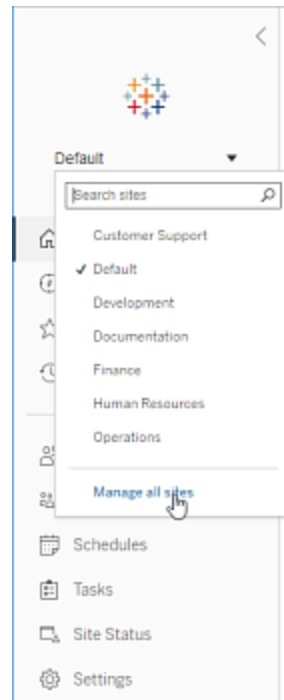 Default
Search sites
Customer Support
Default
Development
Documentation
Finance
Human Resources
Operations
Manage all sites
Schedules
Tasks
Site Status
Settings